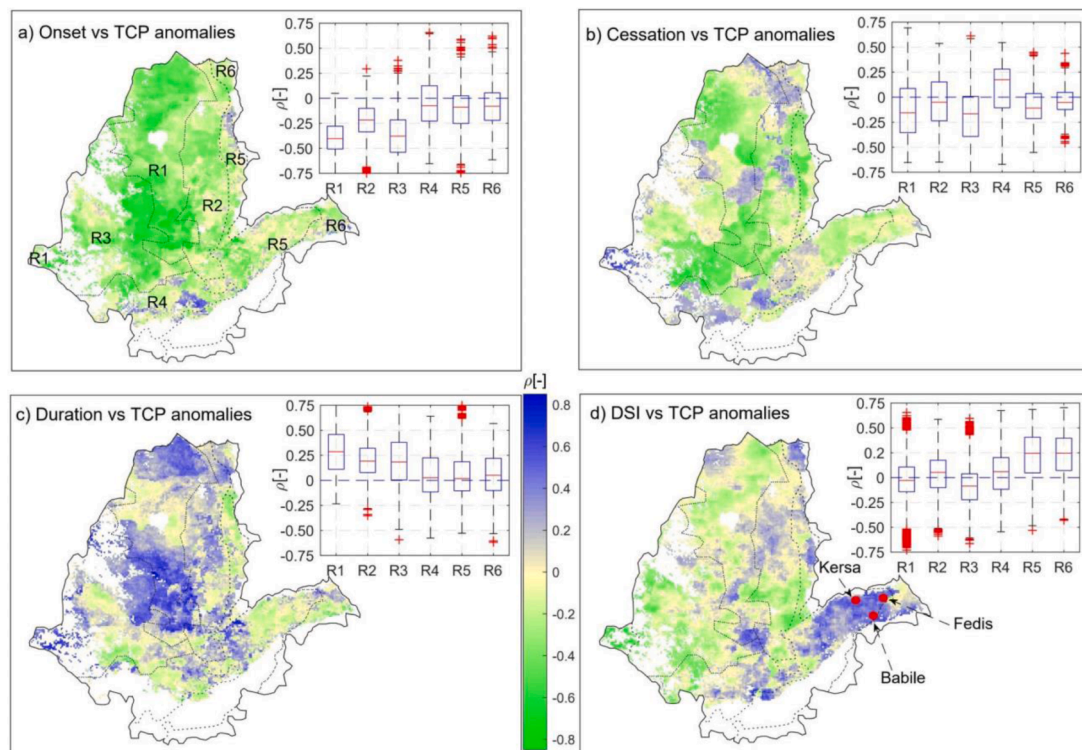 a) Onset vs TCP anomalies
0.75
0.50
0.25
0
-0.25
-0.50
-0.75
ρ[-]
R1 R2 R3 R4 R5 R6
R6
R5
R1
R2
R3
R6
R5
R1
R4
b) Cessation vs TCP anomalies
0.75
0.50
0.25
0
-0.25
-0.50
-0.75
ρ[-]
R1 R2 R3 R4 R5 R6
c) Duration vs TCP anomalies
0.75
0.50
0.25
0
-0.25
-0.50
-0.75
ρ[-]
R1 R2 R3 R4 R5 R6
ρ[-]
0.8
0.6
0.4
0.2
0
-0.2
-0.4
-0.6
-0.8
d) DSI vs TCP anomalies
0.75
0.50
0.2
0
-0.25
-0.50
-0.75
ρ[-]
R1 R2 R3 R4 R5 R6
Kersa
Fedis
Babile